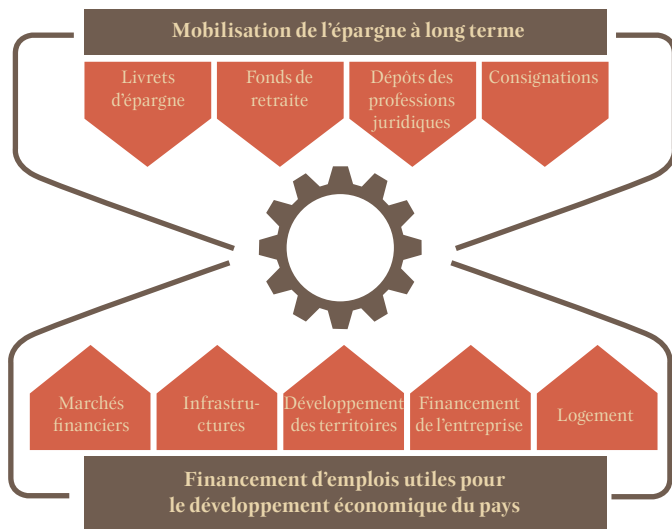 Mobilisation de l'épargne à long terme
Livrets
d'épargne
Fonds de
retraite
Dépôts des
professions
juridiques
Consignations
Marchés
financiers
Infrastru-
ctures
Développement
des territoires
Financement
de l'entreprise
Logement
Financement d'emplois utiles pour
le développement économique du pays